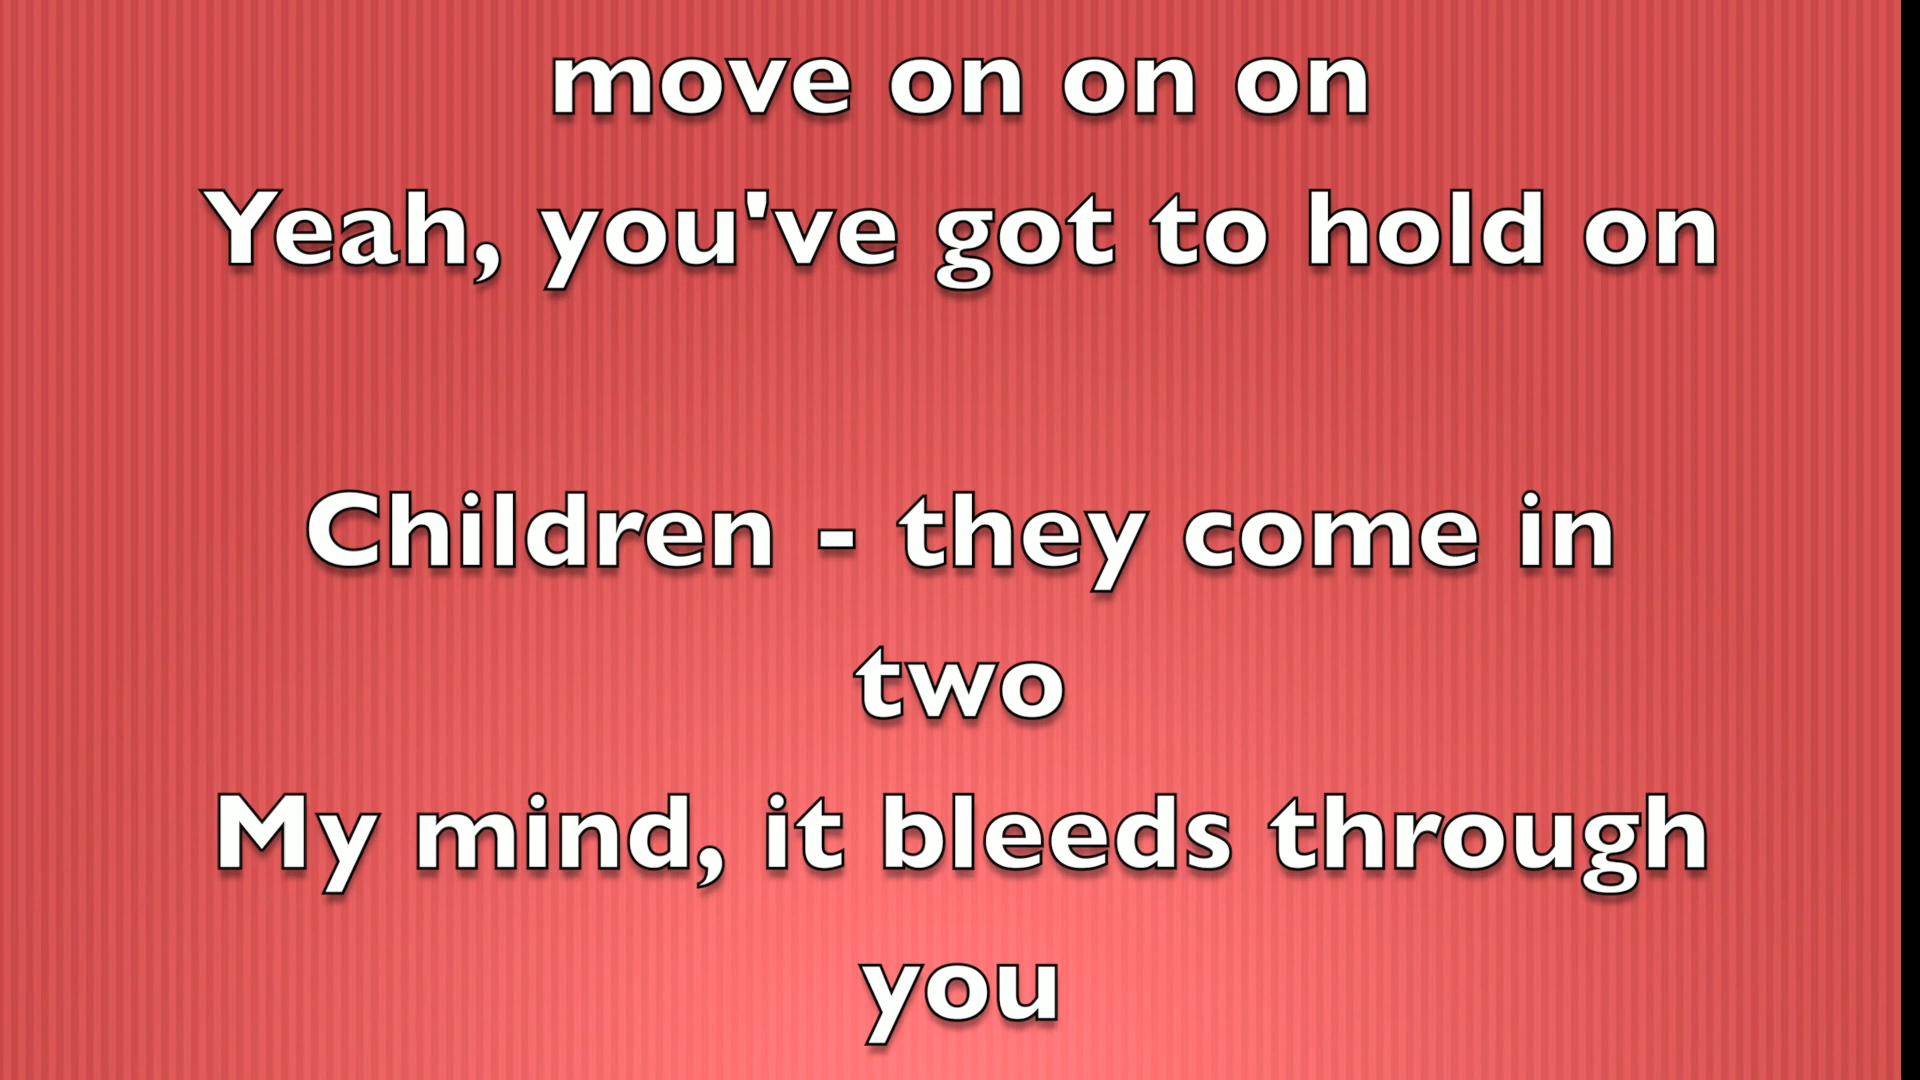 move on on on
Yeah, you've got to hold on
Children - they come in
two
My mind, it bleeds through
you